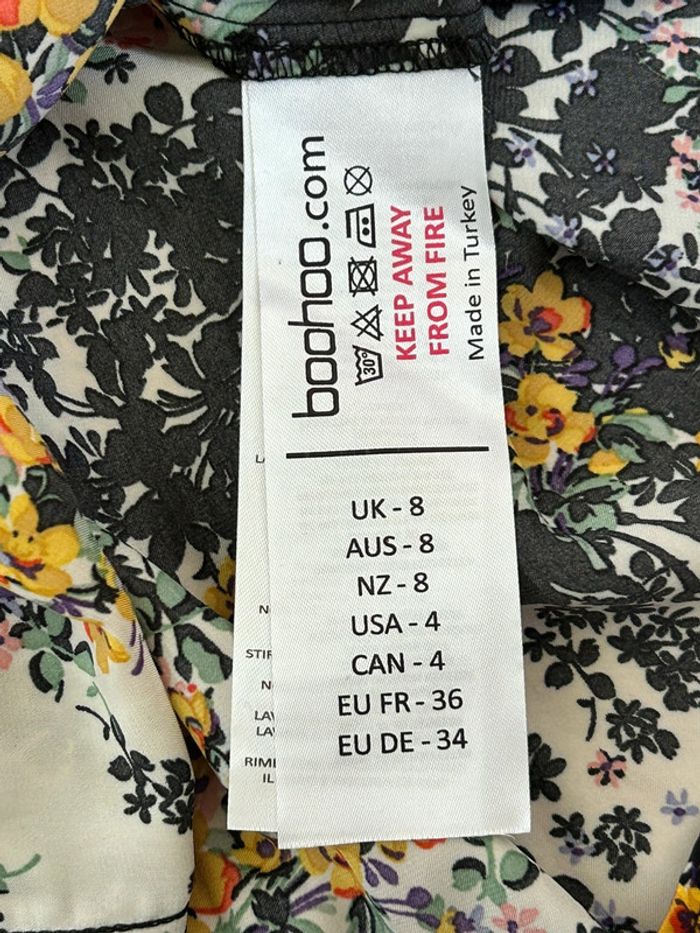 boohoo.com
30°
KEEP AWAY
FROM FIRE
Made in Turkey
UK - 8
AUS - 8
NZ - 8
USA - 4
CAN - 4
EU FR - 36
EU DE - 34